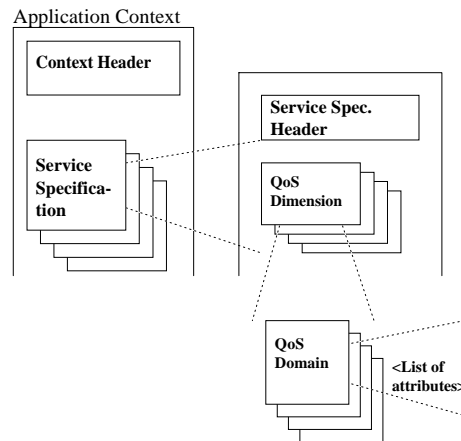 Application Context
Context Header
Service Spec.
Header
Service
Specifica-
tion
QoS
Dimension
QoS
Domain
<List of
attributes>